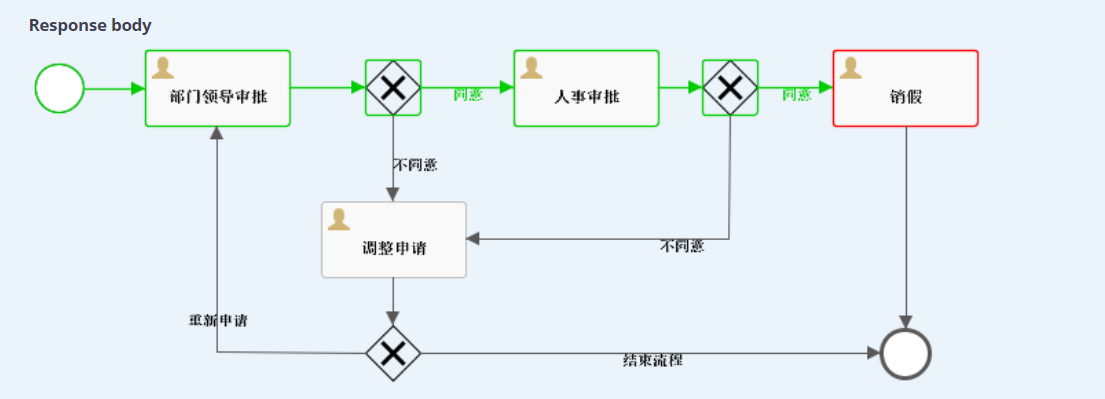 Response body
部门领导审批
同意
人事审批
同意
销假
不同意
调整申请
不同意
重新申请
结束流程